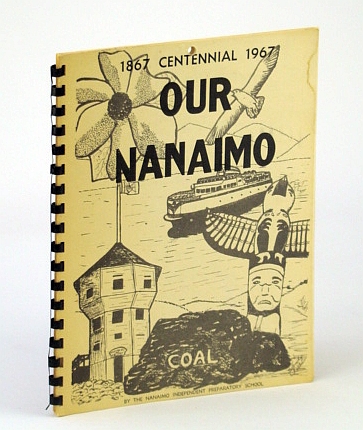 1867 CENTENNIAL 1967
OUR
NANAIMO
COAL
BY THE NANAIMO INDEPENDENT PREPARATORY SCHOOL